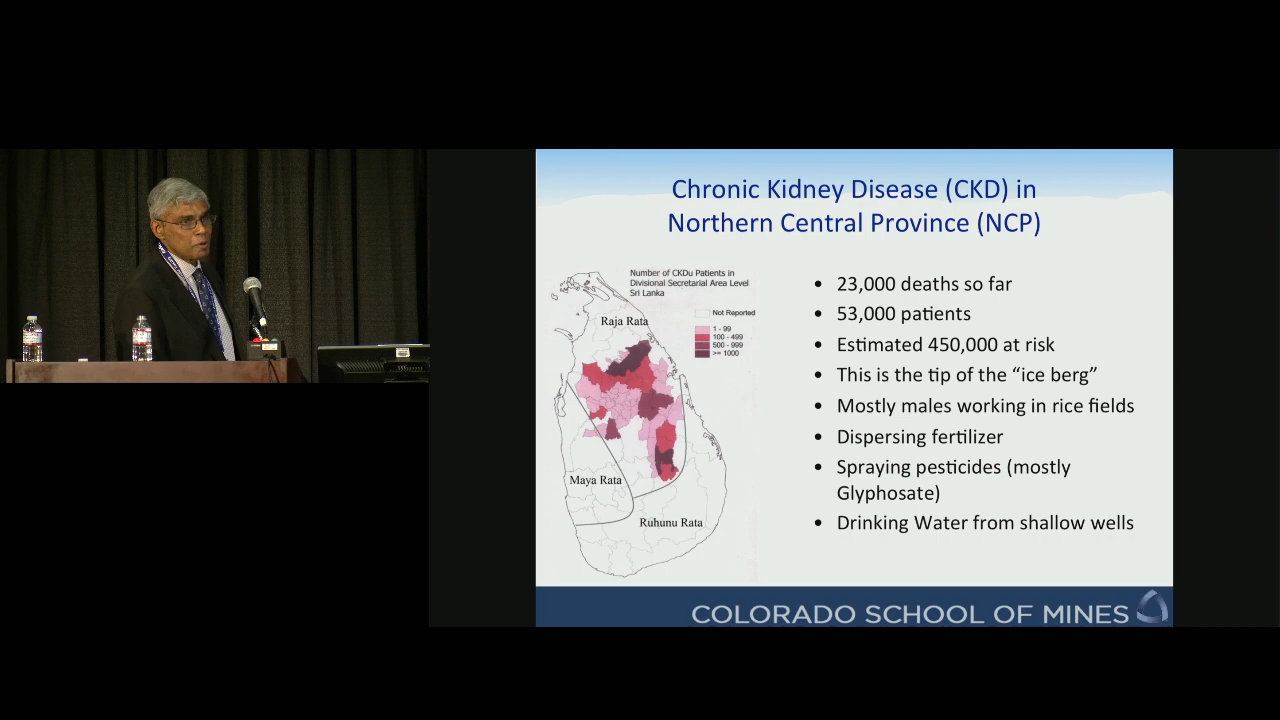 Chronic Kidney Disease (CKD) in
Northern Central Province (NCP)
Number of CKDu Patients in
Divisional Secretarial Area Level
Sri Lanka
Not Reported
1 - 99
100 - 499
500 - 999
>= 1000
Raja Rata
Maya Rata
Ruhunu Rata
• 23,000 deaths so far
• 53,000 patients
• Estimated 450,000 at risk
• This is the tip of the “ice berg”
• Mostly males working in rice fields
• Dispersing fertilizer
• Spraying pesticides (mostly
Glyphosate)
• Drinking Water from shallow wells
COLORADO SCHOOL OF MINES